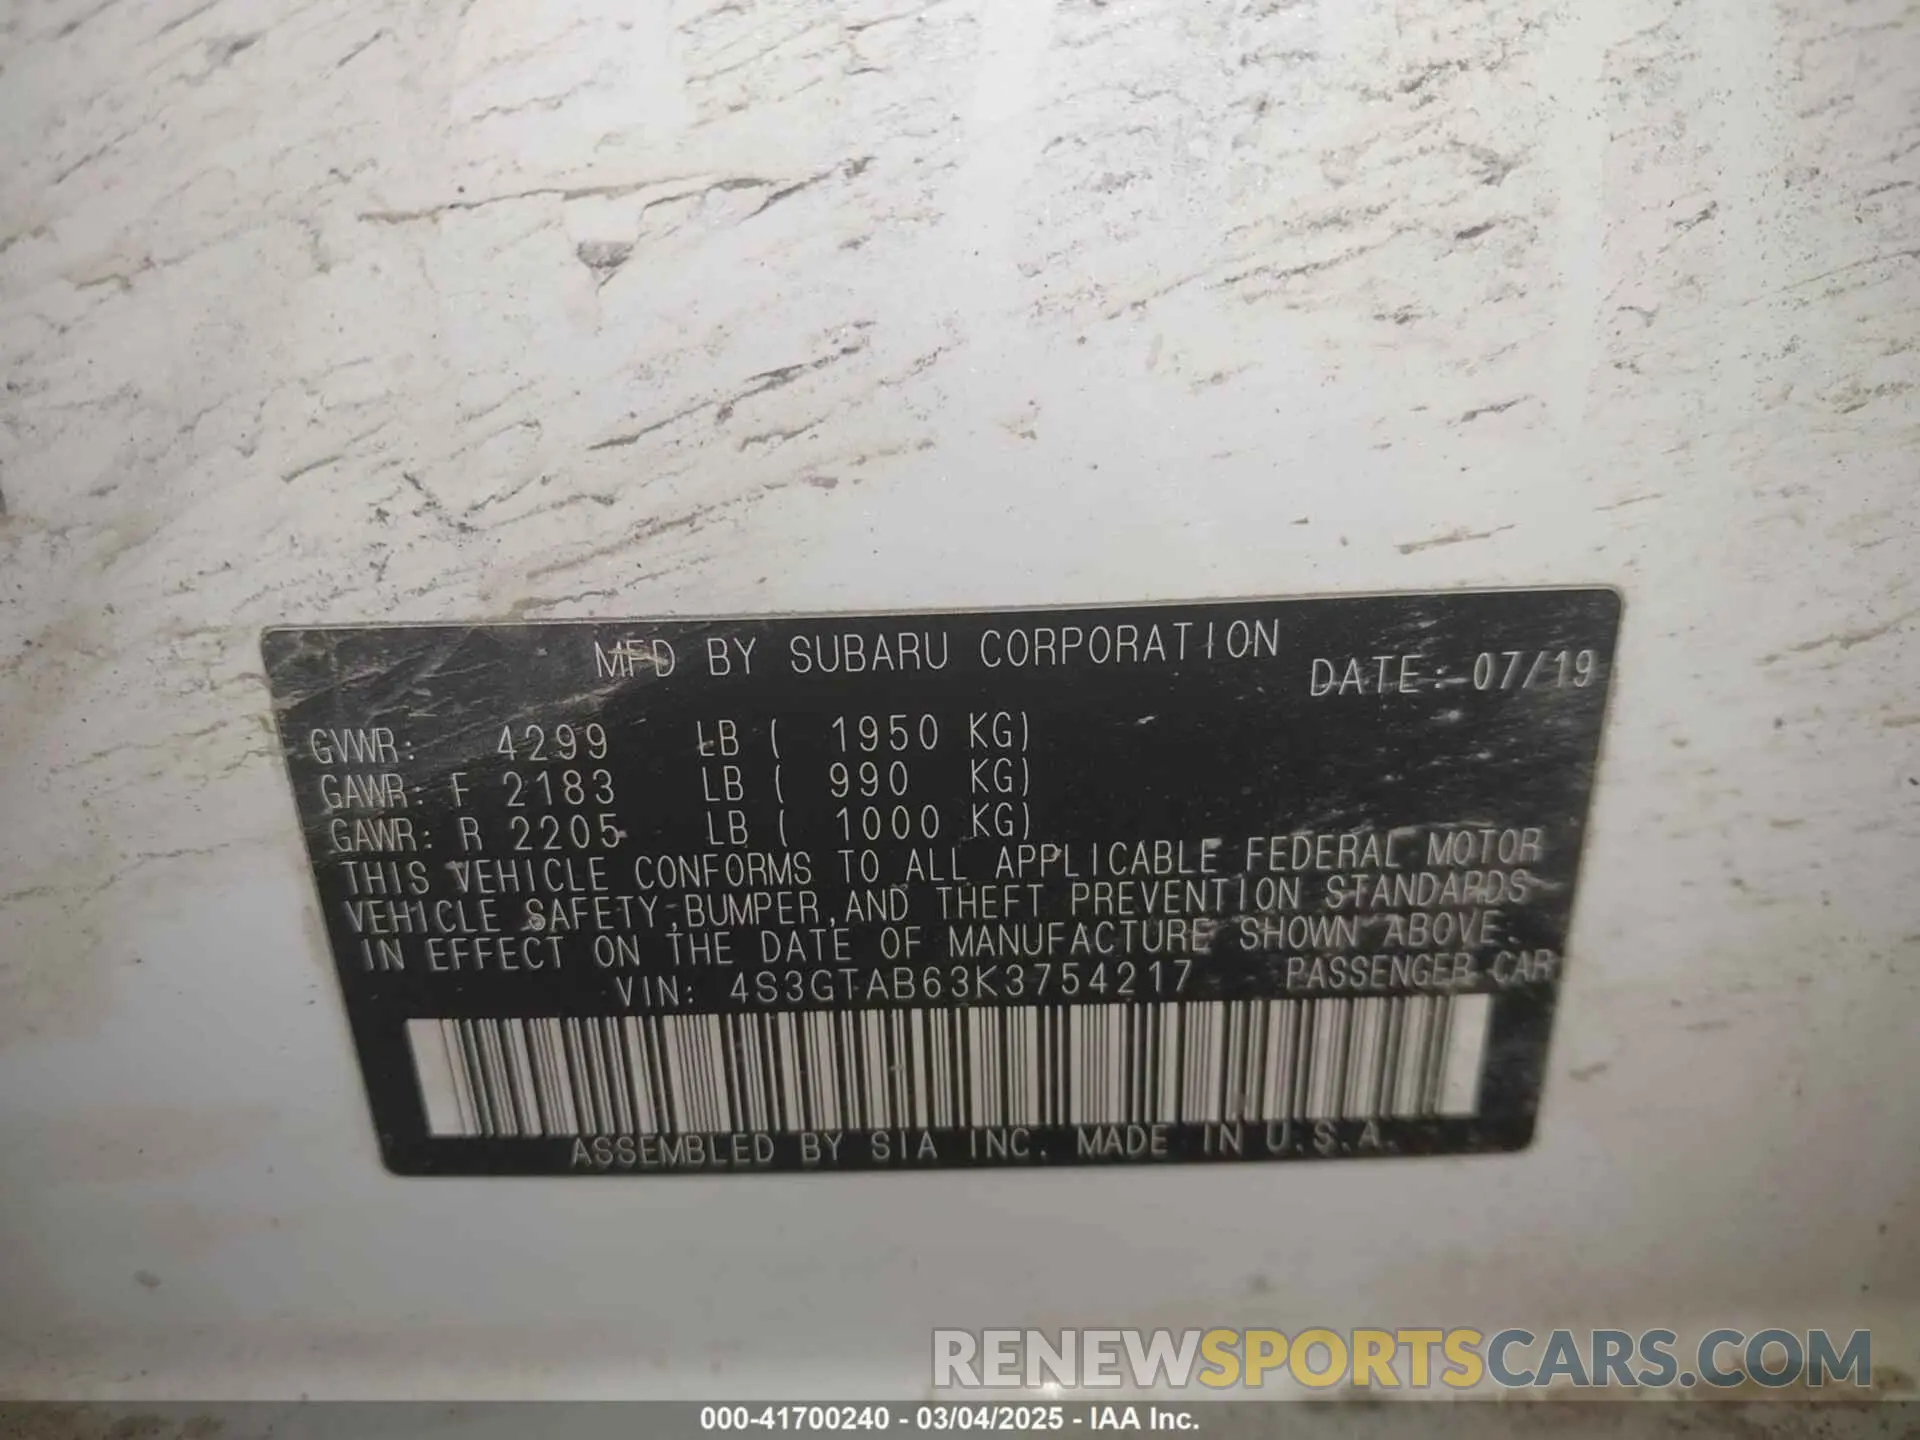 MFD BY SUBARU CORPORATION DATE: 07/19
GVWR: 4299 LB ( 1950 KG)
GAWR: F 2183 LB ( 990 KG)
GAWR: R 2205 LB ( 1000 KG)
THIS VEHICLE CONFORMS TO ALL APPLICABLE FEDERAL MOTOR
VEHICLE SAFETY,BUMPER,AND THEFT PREVENTION STANDARDS
IN EFFECT ON THE DATE OF MANUFACTURE SHOWN ABOVE.
VIN: 4S3GTAB63K3754217 PASSENGER CAR
ASSEMBLED BY SIA INC. MADE IN U.S.A.
RENEWSPORTSCARS.COM
000-41700240 - 03/04/2025 - IAA Inc.